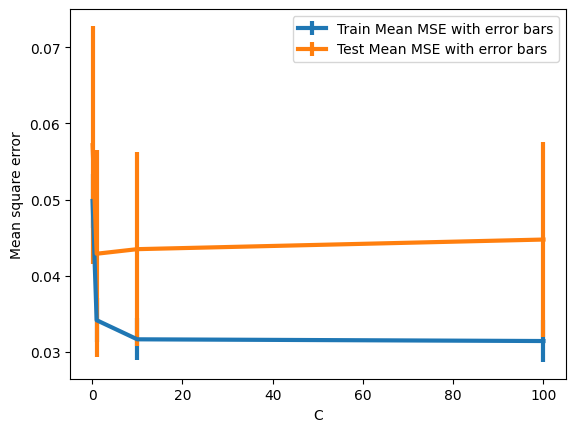 Train Mean MSE with error bars
Test Mean MSE with error bars
0.07
0.06
0.05
0.04
0.03
Mean square error
0 20 40 60 80 100
C